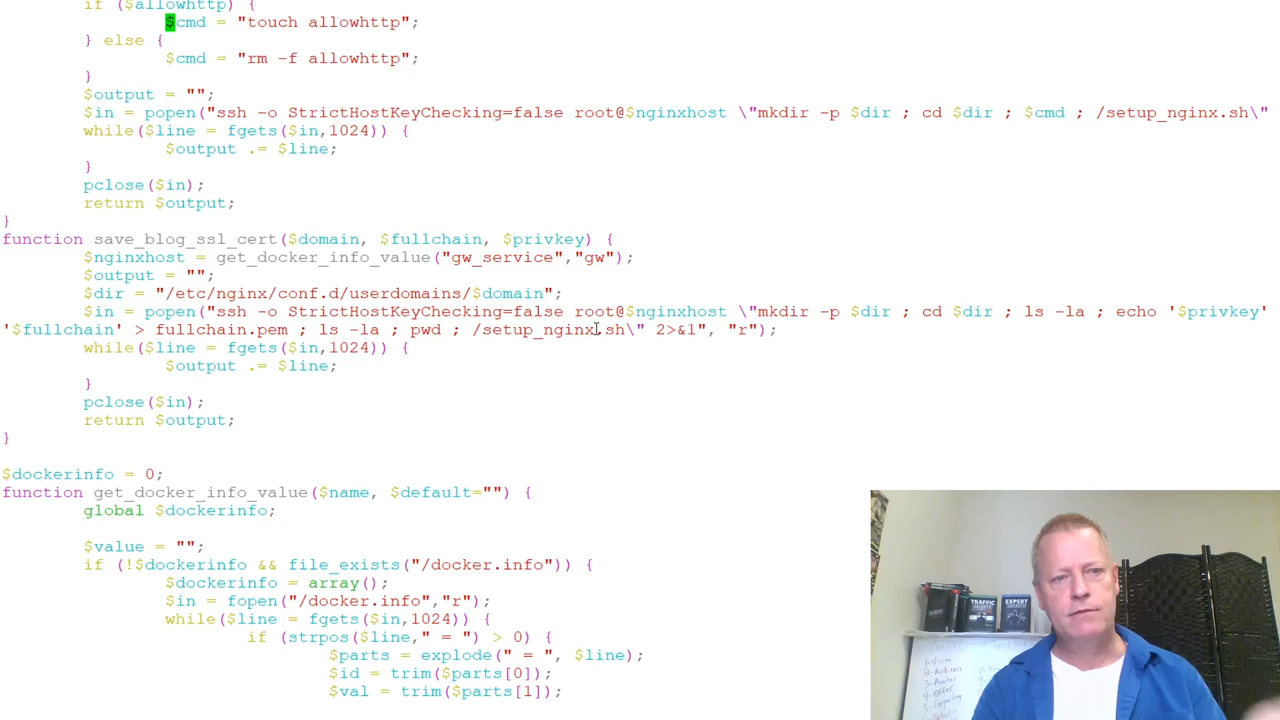 if ($allowhttp) {
$cmd = "touch allowhttp";
} else {
$cmd = "rm -f allowhttp";
}
$output = "";
$in = popen("ssh -o StrictHostKeyChecking=false root@$nginxhost \"mkdir -p $dir ; cd $dir ; $cmd ; /setup_nginx.sh\"
while($line = fgets($in,1024)) {
$output .= $line;
}
pclose($in);
return $output;
}
function save_blog_ssl_cert($domain, $fullchain, $privkey) {
$nginxhost = get_docker_info_value("gw_service","gw");
$output = "";
$dir = "/etc/nginx/conf.d/userdomains/$domain";
$in = popen("ssh -o StrictHostKeyChecking=false root@$nginxhost \"mkdir -p $dir ; cd $dir ; ls -la ; echo '$privkey'
'$fullchain' > fullchain.pem ; ls -la ; pwd ; /setup_nginx.sh\" 2>&1", "r");
while($line = fgets($in,1024)) {
$output .= $line;
}
pclose($in);
return $output;
}
$dockerinfo = 0;
function get_docker_info_value($name, $default="") {
global $dockerinfo;
$value = "";
if (!$dockerinfo && file_exists("/docker.info")) {
$dockerinfo = array();
$in = fopen("/docker.info","r");
while($line = fgets($in,1024)) {
if (strpos($line," = ") > 0) {
$parts = explode(" = ", $line);
$id = trim($parts[0]);
$val = trim($parts[1]);
TRAFFIC
EXPERT